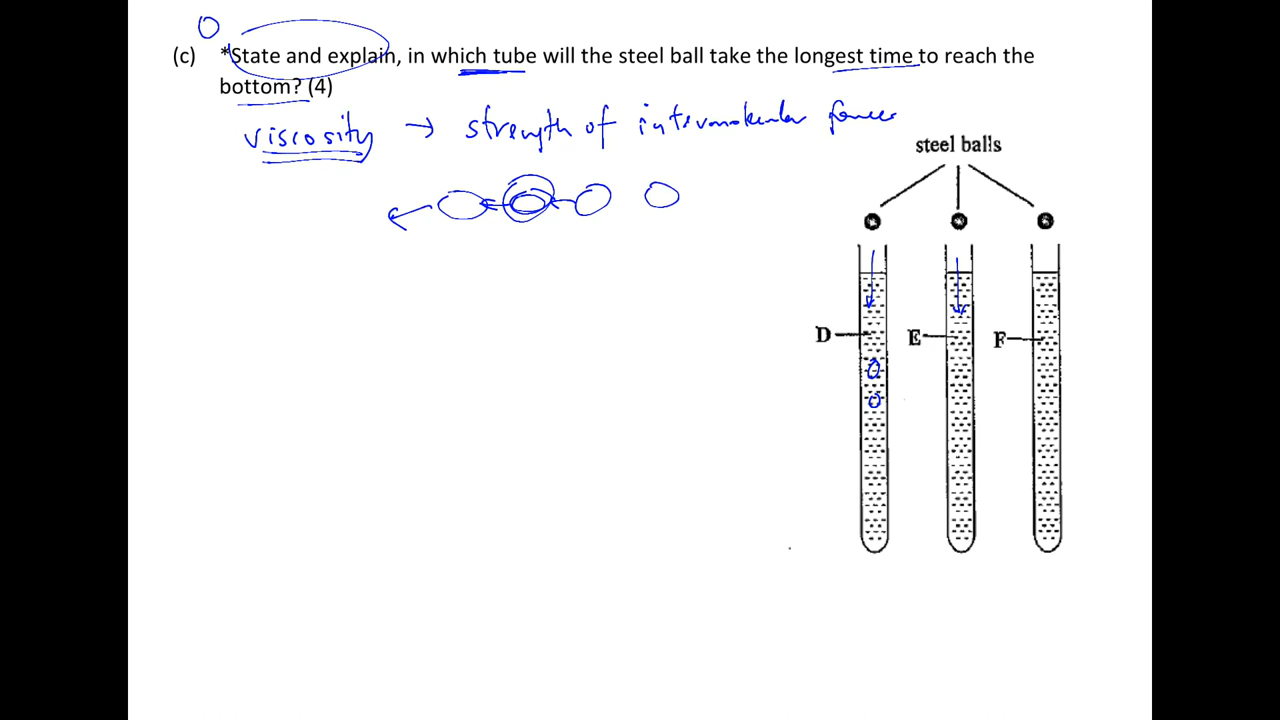 (c) *State and explain, in which tube will the steel ball take the longest time to reach the
bottom? (4)
viscosity → strength of intermolecular forces
steel balls
D E F